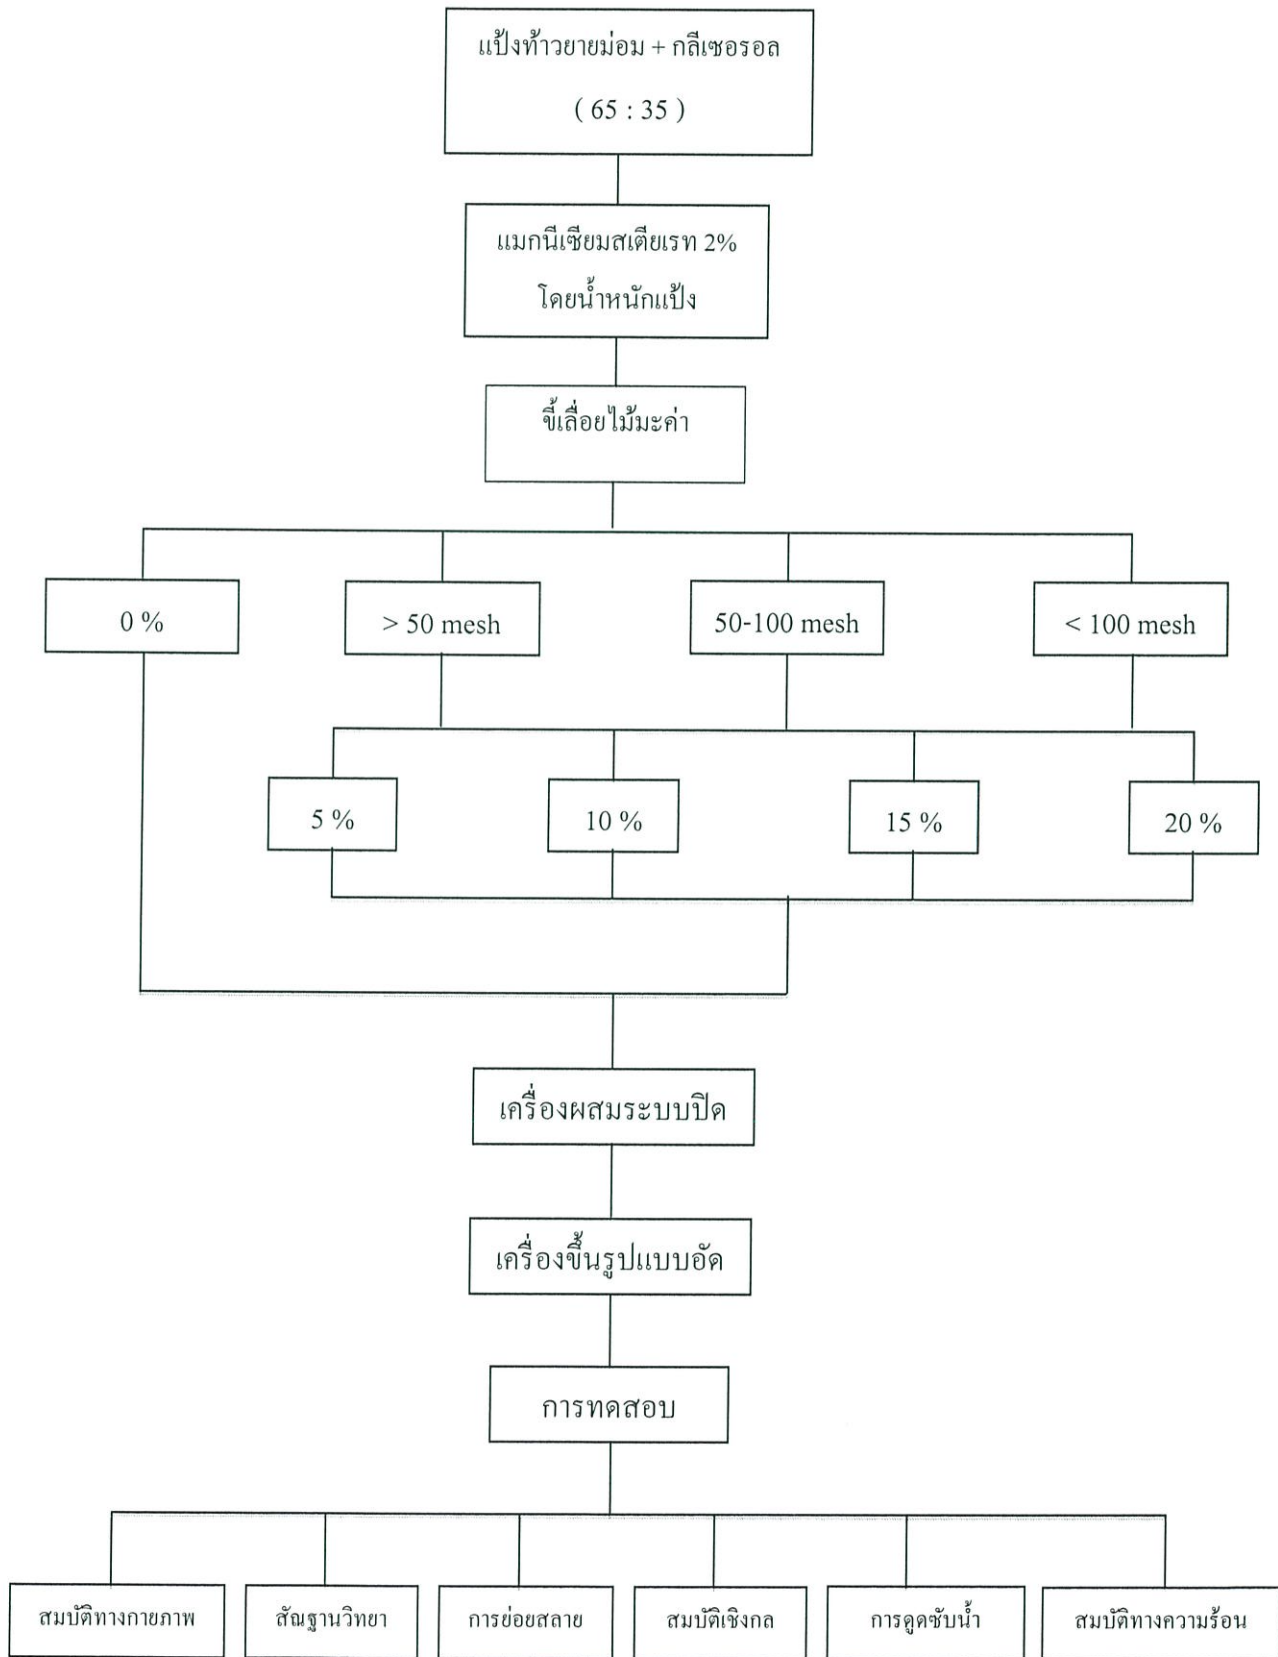 แป้งท้าวยายม่อม + กลีเซอรอล
( 65 : 35 )
แมกนีเซียมสเตียเรท 2%
โดยน้ำหนักแป้ง
ขี้เลื่อยไม้มะค่า
0 %
> 50 mesh
50-100 mesh
< 100 mesh
5 %
10 %
15 %
20 %
เครื่องผสมระบบปิด
เครื่องขึ้นรูปแบบอัด
การทดสอบ
สมบัติทางกายภาพ
สัณฐานวิทยา
การย่อยสลาย
สมบัติเชิงกล
การดูดซับน้ำ
สมบัติทางความร้อน